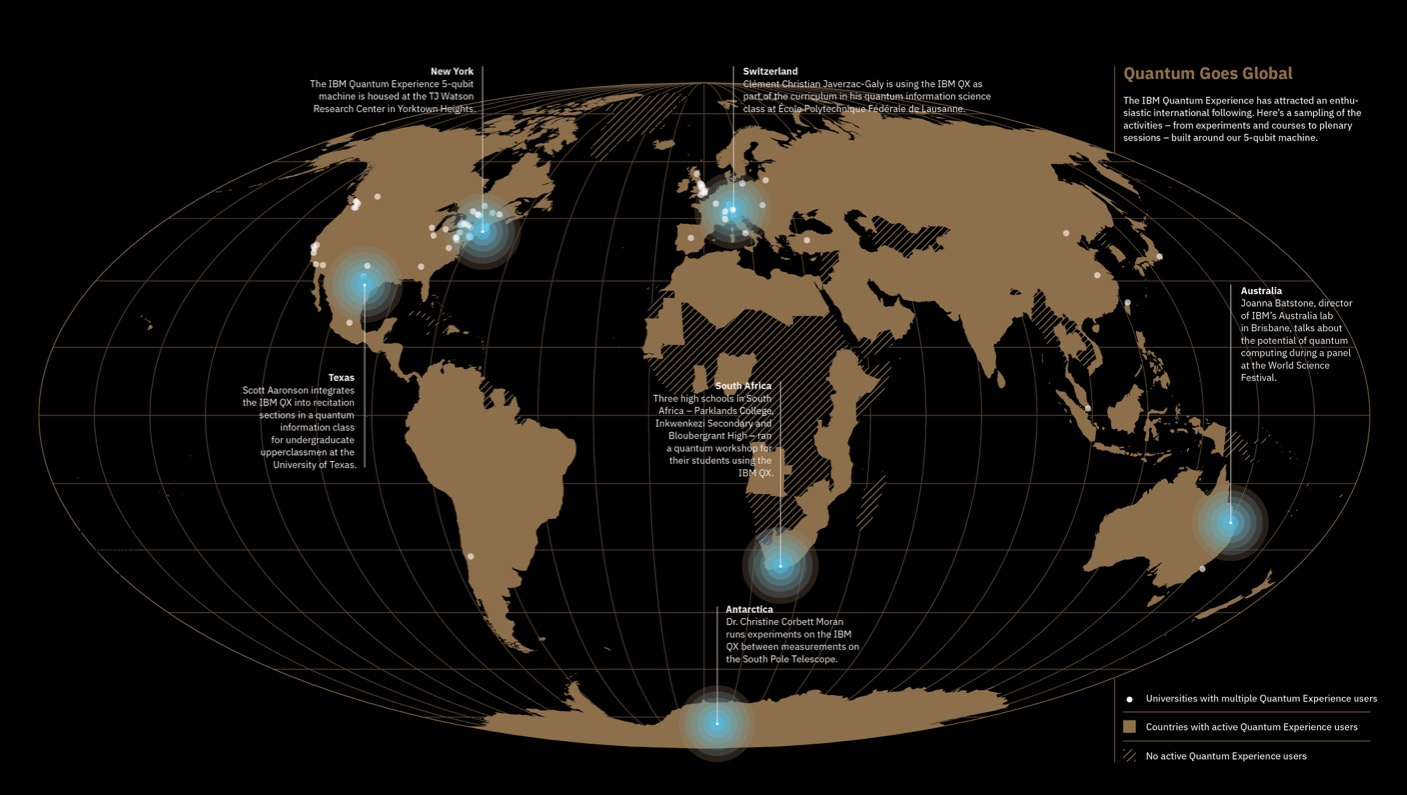 New York
The IBM Quantum Experience 5-qubit
machine is housed at the TJ Watson
Research Center in Yorktown Heights.
Switzerland
Clément Christian Javerzac-Galy is using the IBM QX as
part of the curriculum in his quantum information science
class at École Polytechnique Fédérale de Lausanne.
Quantum Goes Global
The IBM Quantum Experience has attracted an enthu-
siastic international following. Here's a sampling of the
activities – from experiments and courses to plenary
sessions – built around our 5-qubit machine.
Australia
Joanna Batstone, director
of IBM's Australia lab
in Brisbane, talks about
the potential of quantum
computing during a panel
at the World Science
Festival.
Texas
Scott Aaronson integrates
the IBM QX into recitation
sections in a quantum
information class
for undergraduate
upperclassmen at the
University of Texas.
South Africa
Three high schools in South
Africa – Parklands College,
Inkwenkezi Secondary and
Bloubergrant High – ran
a quantum workshop for
their students using the
IBM QX.
Antarctica
Dr. Christine Corbett Moran
runs experiments on the IBM
QX between measurements on
the South Pole Telescope.
Universities with multiple Quantum Experience users
Countries with active Quantum Experience users
No active Quantum Experience users